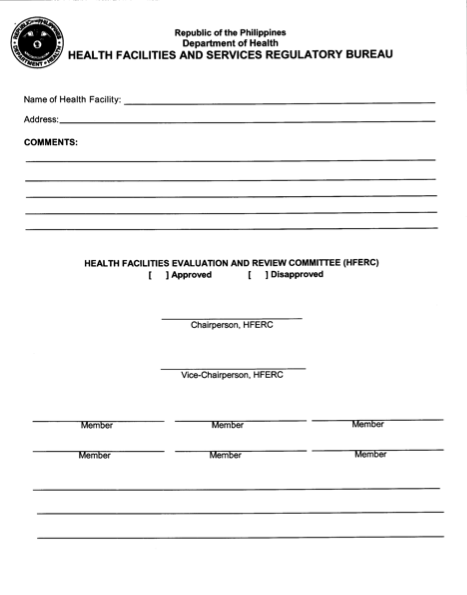 Republic of the Philippines
Department of Health
HEALTH FACILITIES AND SERVICES REGULATORY BUREAU
Name of Health Facility:
Address:
COMMENTS:
HEALTH FACILITIES EVALUATION AND REVIEW COMMITTEE (HFERC)
[ ] Approved [ ] Disapproved
Chairperson, HFERC
Vice-Chairperson, HFERC
Member Member Member
Member Member Member